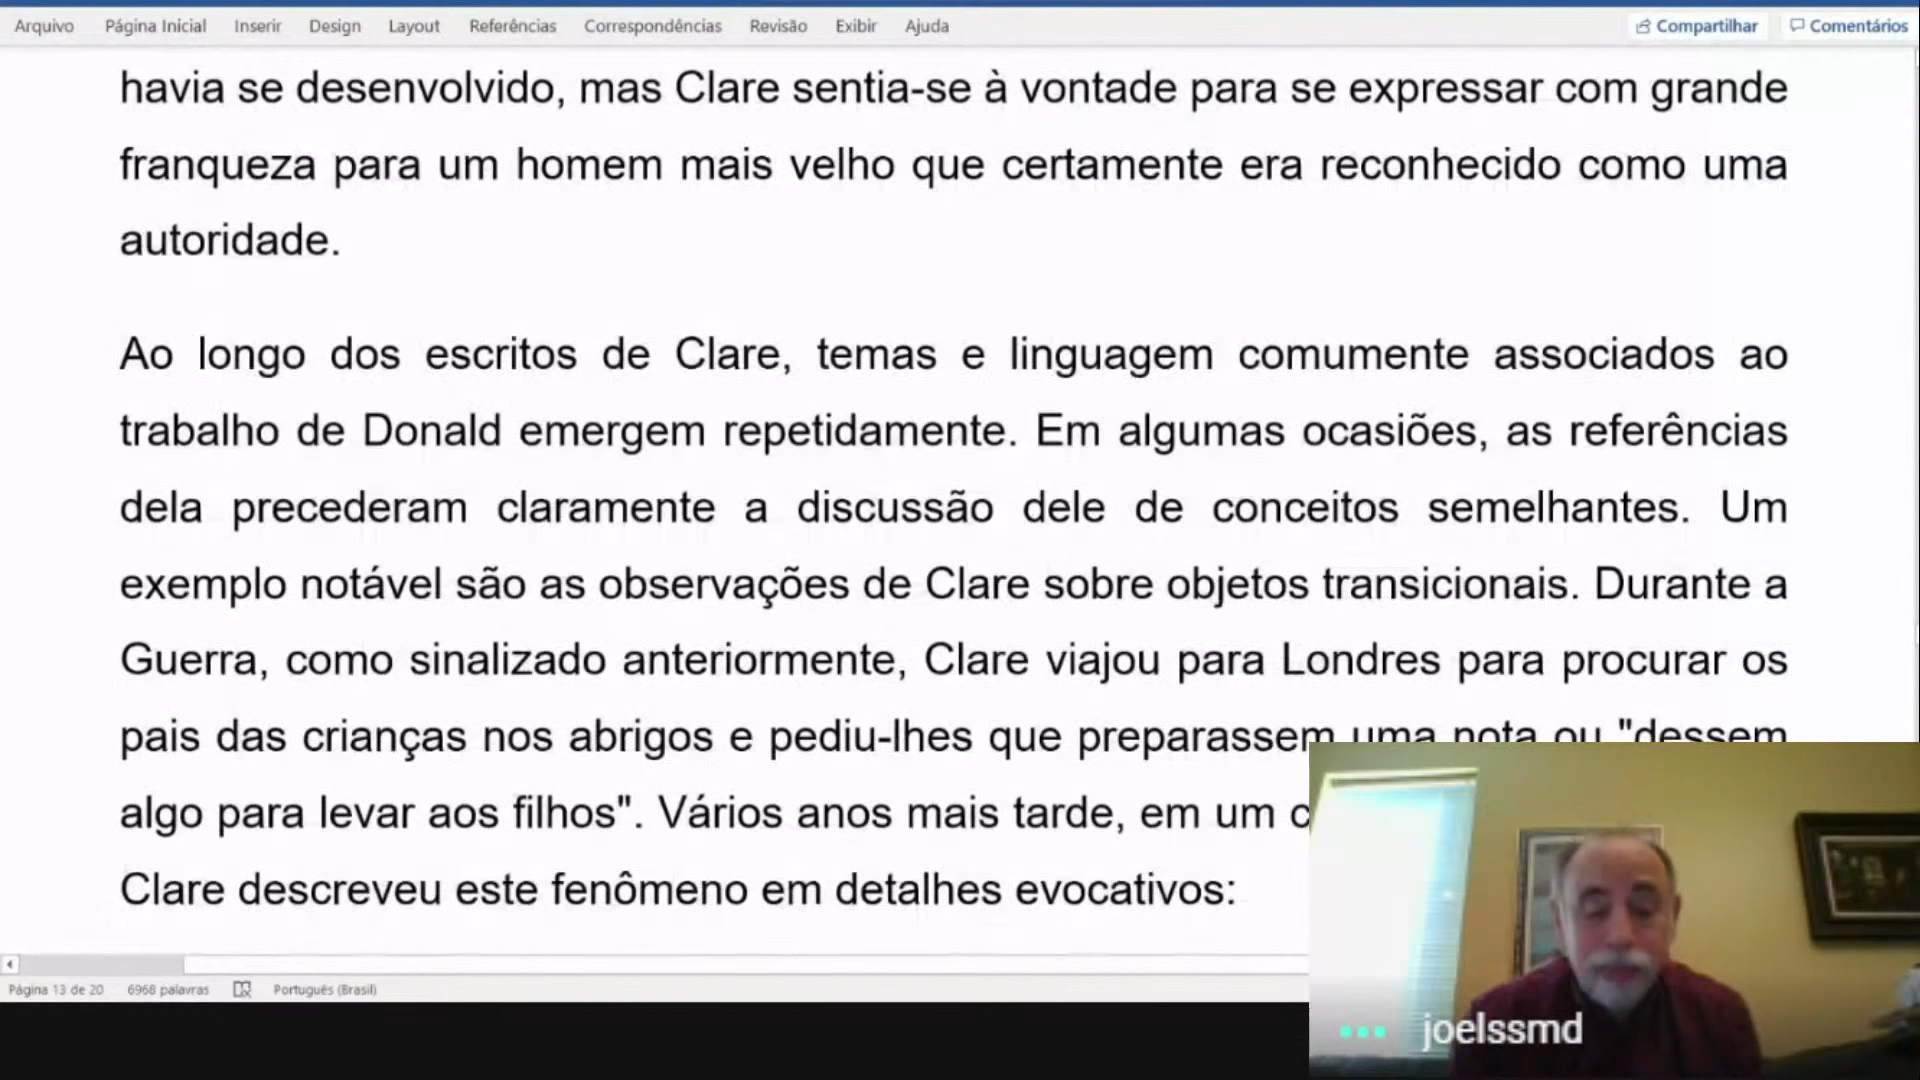 Arquivo Página Inicial Inserir Design Layout Referências Correspondências Revisão Exibir Ajuda Compartilhar Comentários
havia se desenvolvido, mas Clare sentia-se à vontade para se expressar com grande
franqueza para um homem mais velho que certamente era reconhecido como uma
autoridade.
Ao longo dos escritos de Clare, temas e linguagem comumente associados ao
trabalho de Donald emergem repetidamente. Em algumas ocasiões, as referências
dela precederam claramente a discussão dele de conceitos semelhantes. Um
exemplo notável são as observações de Clare sobre objetos transicionais. Durante a
Guerra, como sinalizado anteriormente, Clare viajou para Londres para procurar os
pais das crianças nos abrigos e pediu-lhes que preparassem uma nota ou "dessem
algo para levar aos filhos". Vários anos mais tarde, em um
Clare descreveu este fenômeno em detalhes evocativos:
Página 13 de 20 6968 palavras Português (Brasil)
joelssmd